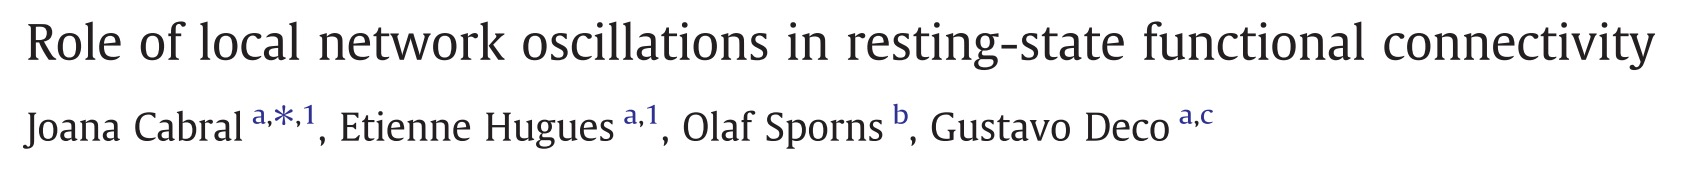 Role of local network oscillations in resting-state functional connectivity
Joana Cabral a,*,1, Etienne Hugues a,1, Olaf Sporns b, Gustavo Deco a,c